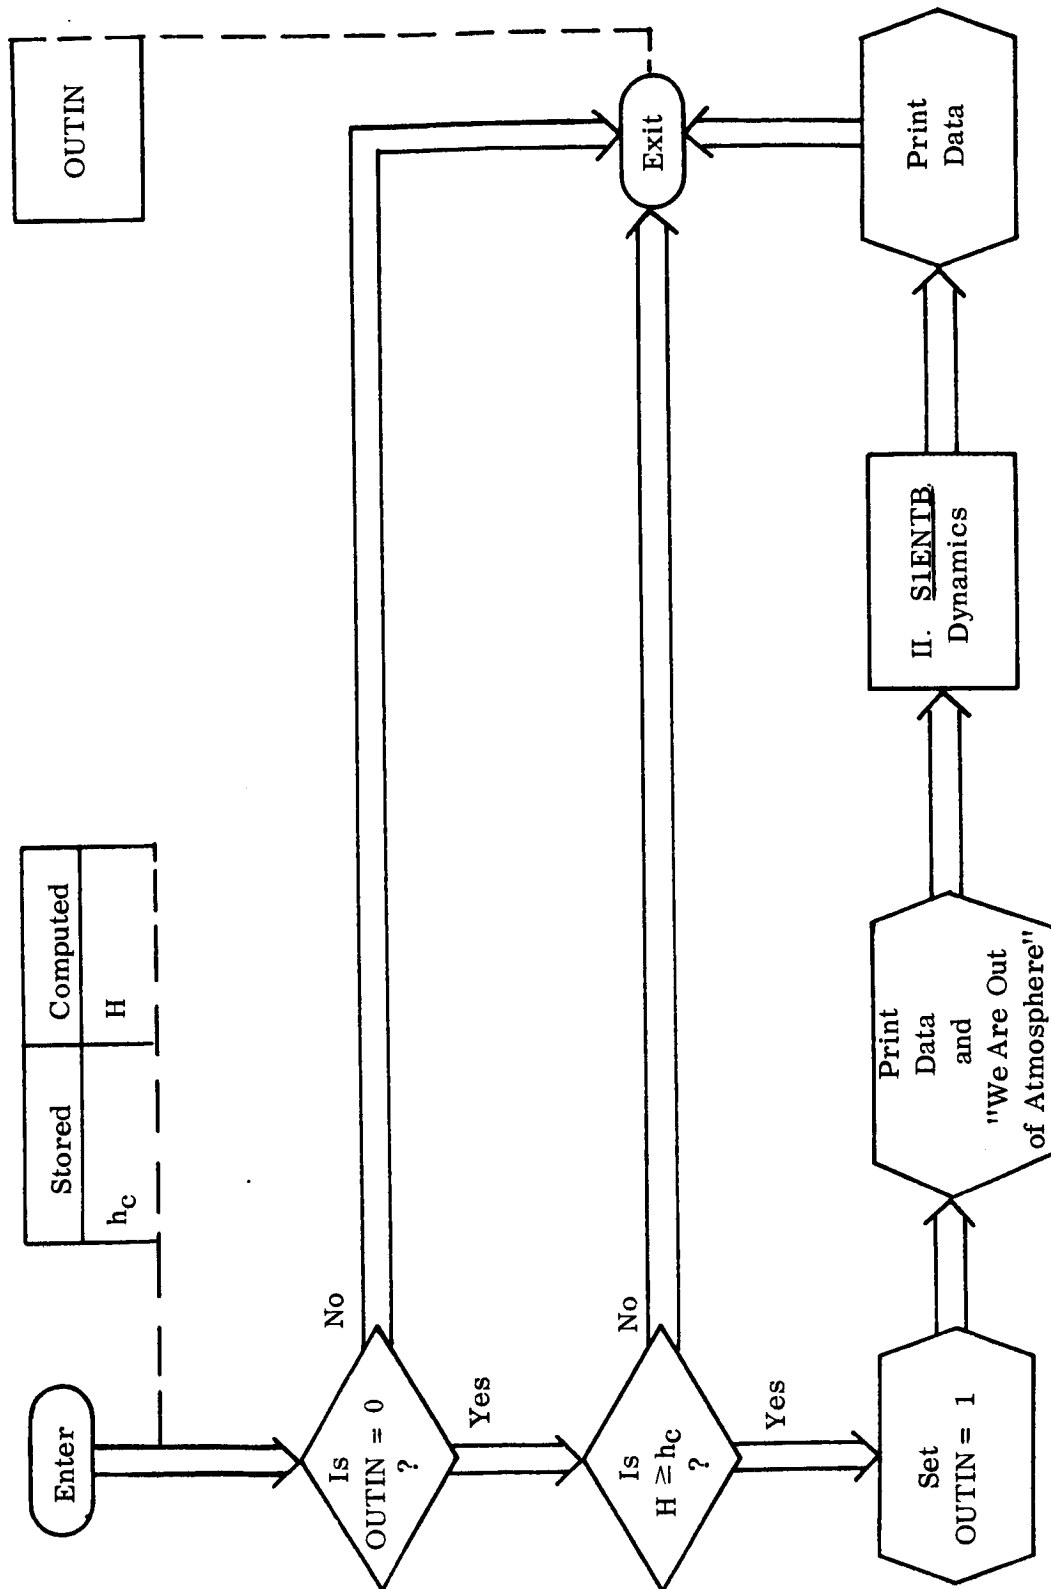 Enter
Stored
Computed
h_c
H
OUTIN
Is
OUTIN = 0
?
No
Yes
Is
H ≥ h_c
?
No
Yes
Exit
Set
OUTIN = 1
Print
Data
and
"We Are Out
of Atmosphere"
II. S1ENTB
Dynamics
Print
Data